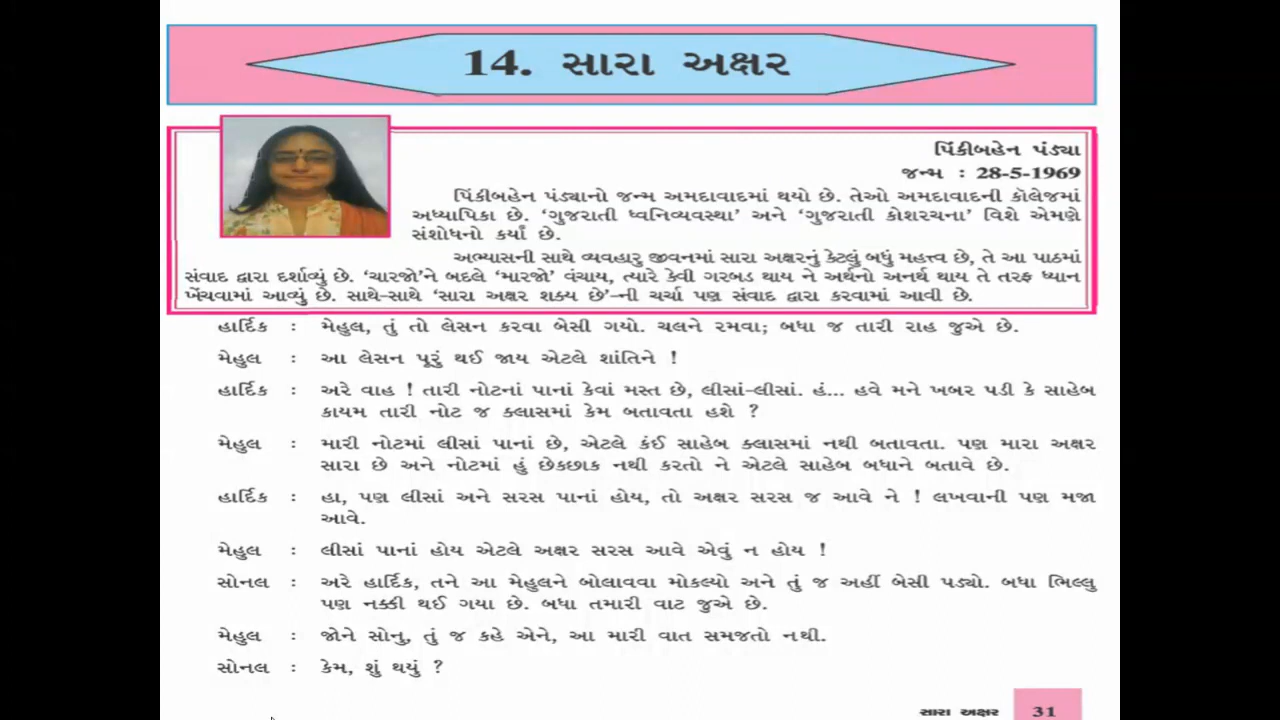 14. સારા અક્ષર
પિંકીબહેન પંડ્યા
જન્મ : 28-5-1969
પિંકીબહેન પંડ્યાનો જન્મ અમદાવાદમાં થયો છે. તેઓ અમદાવાદની કૉલેજમાં
અધ્યાપિકા છે. ‘ગુજરાતી ધ્વનિવ્યવસ્થા’ અને ‘ગુજરાતી કોશરચના’ વિશે એમણે
સંશોધનો કર્યાં છે.
અભ્યાસની સાથે વ્યવહારુ જીવનમાં સારા અક્ષરનું કેટલું બધું મહત્ત્વ છે, તે આ પાઠમાં
સંવાદ દ્વારા દર્શાવ્યું છે. ‘ચારજો’ને બદલે ‘મારજો’ વંચાય, ત્યારે કેવી ગરબડ થાય ને અર્થનો અનર્થ થાય તે તરફ ધ્યાન
ખેંચવામાં આવ્યું છે. સાથે-સાથે ‘સારા અક્ષર શક્ય છે’-ની ચર્ચા પણ સંવાદ દ્વારા કરવામાં આવી છે.
હાર્દિક : મેહુલ, તું તો લેસન કરવા બેસી ગયો. ચલને રમવા; બધા જ તારી રાહ જુએ છે.
મેહુલ : આ લેસન પૂરું થઈ જાય એટલે શાંતિને !
હાર્દિક : અરે વાહ ! તારી નોટનાં પાનાં કેવાં મસ્ત છે, લીસાં-લીસાં. હં... હવે મને ખબર પડી કે સાહેબ
કાયમ તારી નોટ જ ક્લાસમાં કેમ બતાવતા હશે ?
મેહુલ : મારી નોટમાં લીસાં પાનાં છે, એટલે કંઈ સાહેબ ક્લાસમાં નથી બતાવતા. પણ મારા અક્ષર
સારા છે અને નોટમાં હું છેકછાક નથી કરતો ને એટલે સાહેબ બધાને બતાવે છે.
હાર્દિક : હા, પણ લીસાં અને સરસ પાનાં હોય, તો અક્ષર સરસ જ આવે ને ! લખવાની પણ મજા
આવે.
મેહુલ : લીસાં પાનાં હોય એટલે અક્ષર સરસ આવે એવું ન હોય !
સોનલ : અરે હાર્દિક, તને આ મેહુલને બોલાવવા મોકલ્યો અને તું જ અહીં બેસી પડ્યો. બધા ભિલ્લુ
પણ નક્કી થઈ ગયા છે. બધા તમારી વાટ જુએ છે.
મેહુલ : જોને સોનુ, તું જ કહે એને, આ મારી વાત સમજતો નથી.
સોનલ : કેમ, શું થયું ?
સારા અક્ષર 31